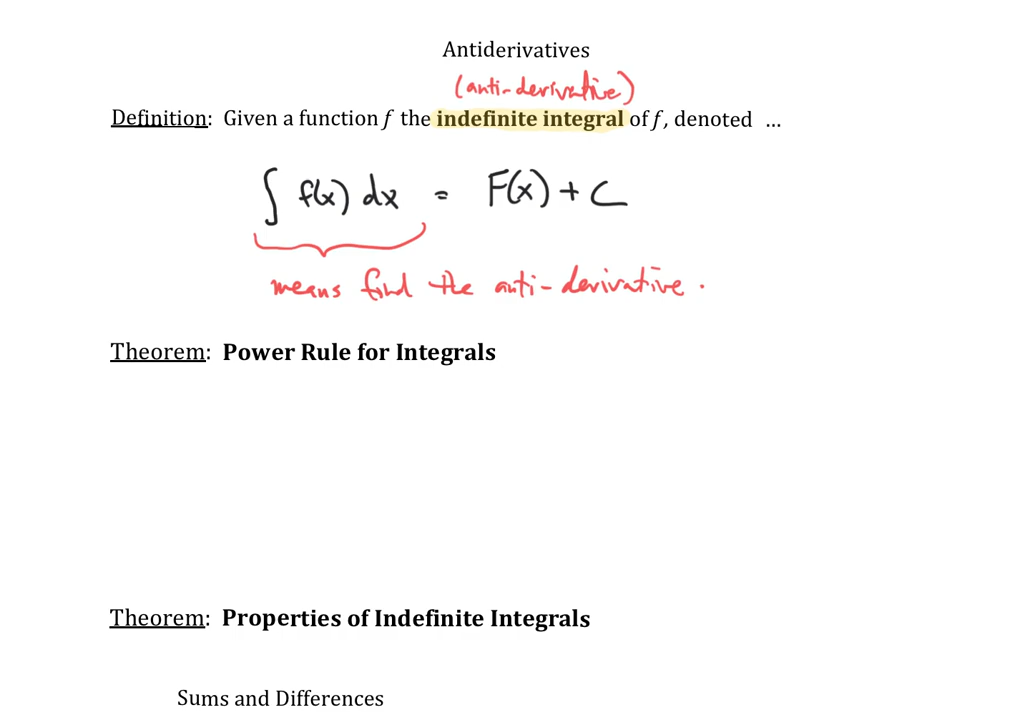 Antiderivatives
(anti-derivative)
Definition: Given a function f the indefinite integral of f, denoted …
∫ f(x) dx = F(x) + C
means find the anti-derivative.
Theorem: Power Rule for Integrals
Theorem: Properties of Indefinite Integrals
Sums and Differences